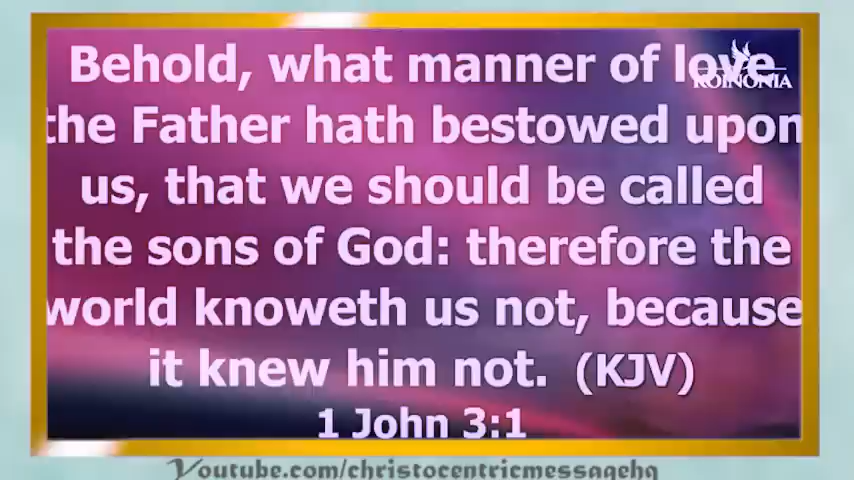 Behold, what manner of love
KOINONIA
the Father hath bestowed upon
us, that we should be called
the sons of God: therefore the
world knoweth us not, because
it knew him not. (KJV)
1 John 3:1
Youtube.com/christocentricmessagehq